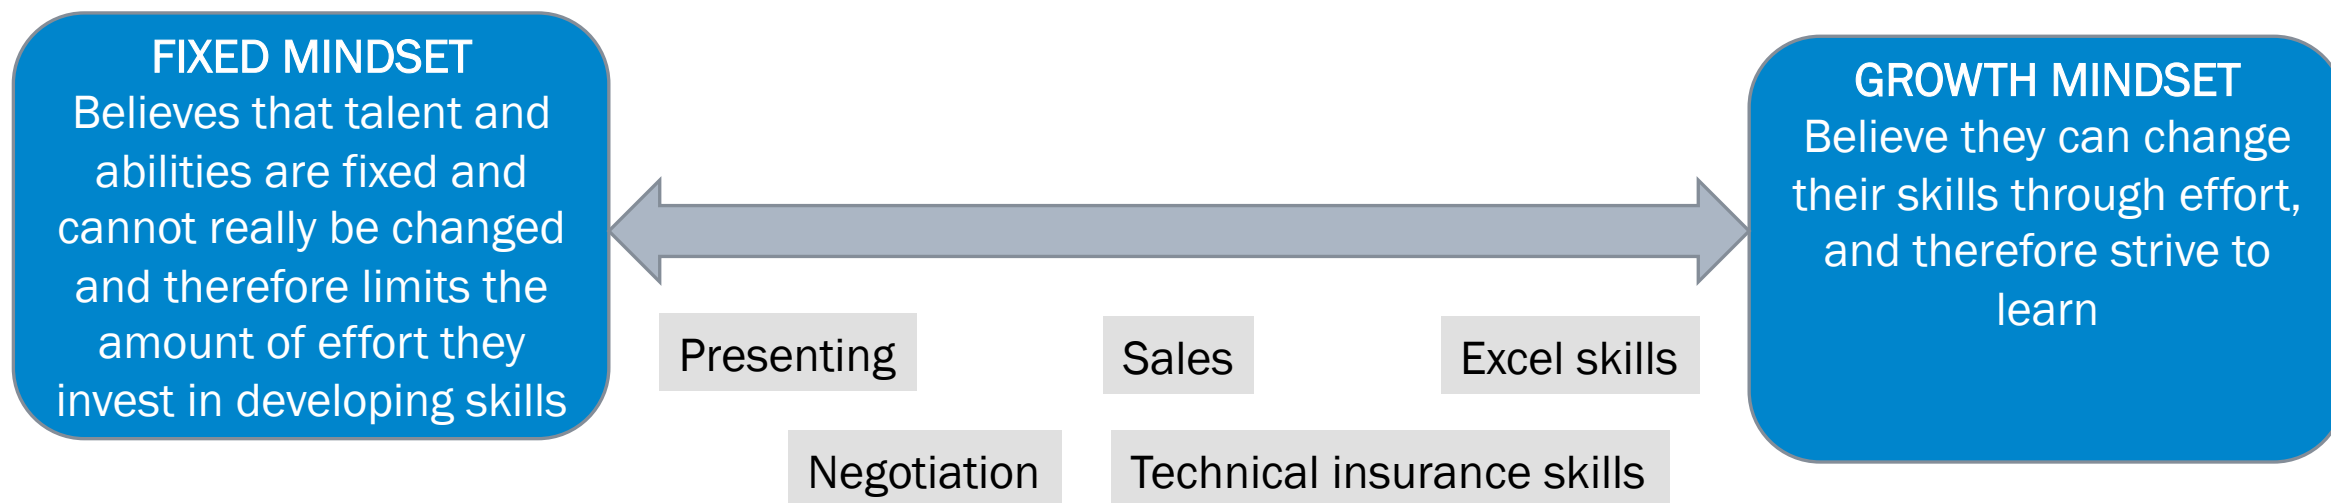 FIXED MINDSET
Believes that talent and
abilities are fixed and
cannot really be changed
and therefore limits the
amount of effort they
invest in developing skills
GROWTH MINDSET
Believe they can change
their skills through effort,
and therefore strive to
learn
Presenting
Sales
Excel skills
Negotiation
Technical insurance skills